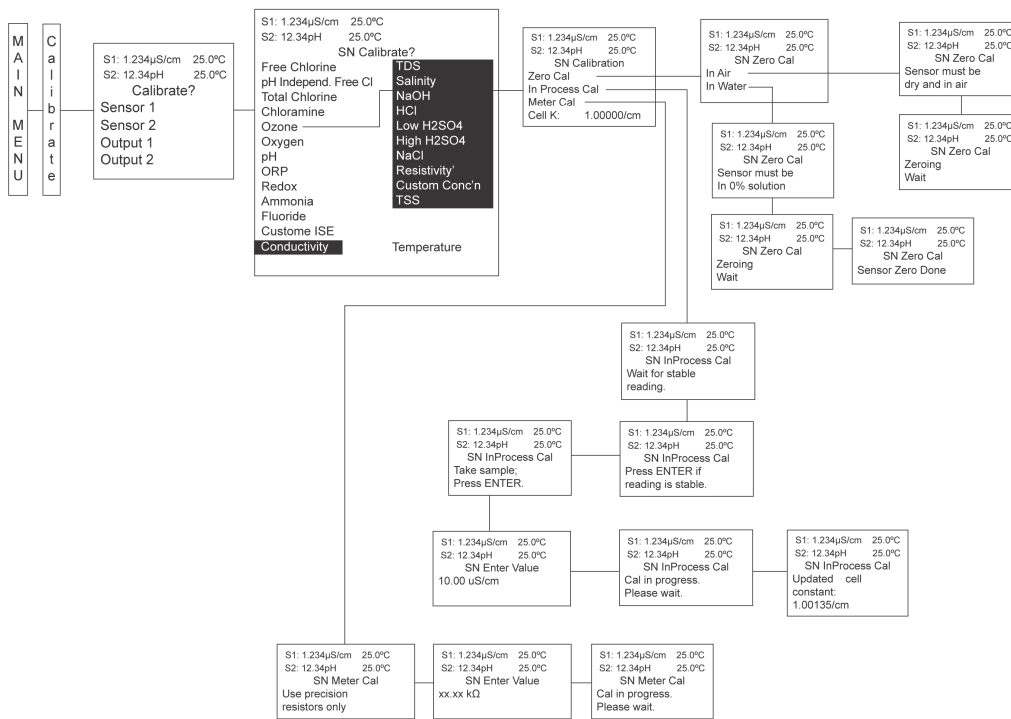 MAIN MENU
Calibrate
S1: 1.234µS/cm 25.0ºC
S2: 12.34pH 25.0ºC
Calibrate?
Sensor 1
Sensor 2
Output 1
Output 2
S1: 1.234µS/cm 25.0ºC
S2: 12.34pH 25.0ºC
SN Calibrate?
Free Chlorine
pH Independ. Free Cl
Total Chlorine
Chloramine
Ozone
Oxygen
pH
ORP
Redox
Ammonia
Fluoride
Custome ISE
Conductivity
TDS
Salinity
NaOH
HCl
Low H2SO4
High H2SO4
NaCl
Resistivity’
Custom Conc’n
TSS
Temperature
S1: 1.234µS/cm 25.0ºC
S2: 12.34pH 25.0ºC
SN Calibration
Zero Cal
In Process Cal
Meter Cal
Cell K: 1.00000/cm
S1: 1.234µS/cm 25.0ºC
S2: 12.34pH 25.0ºC
SN Zero Cal
In Air
In Water
S1: 1.234µS/cm 25.0ºC
S2: 12.34pH 25.0ºC
SN Zero Cal
Sensor must be
dry and in air
S1: 1.234µS/cm 25.0ºC
S2: 12.34pH 25.0ºC
SN Zero Cal
Zeroing
Wait
S1: 1.234µS/cm 25.0ºC
S2: 12.34pH 25.0ºC
SN Zero Cal
Sensor must be
In 0% solution
S1: 1.234µS/cm 25.0ºC
S2: 12.34pH 25.0ºC
SN Zero Cal
Zeroing
Wait
S1: 1.234µS/cm 25.0ºC
S2: 12.34pH 25.0ºC
SN Zero Cal
Sensor Zero Done
S1: 1.234µS/cm 25.0ºC
S2: 12.34pH 25.0ºC
SN InProcess Cal
Wait for stable
reading.
S1: 1.234µS/cm 25.0ºC
S2: 12.34pH 25.0ºC
SN InProcess Cal
Press ENTER if
reading is stable.
S1: 1.234µS/cm 25.0ºC
S2: 12.34pH 25.0ºC
SN InProcess Cal
Take sample;
Press ENTER.
S1: 1.234µS/cm 25.0ºC
S2: 12.34pH 25.0ºC
SN Enter Value
10.00 uS/cm
S1: 1.234µS/cm 25.0ºC
S2: 12.34pH 25.0ºC
SN InProcess Cal
Cal in progress.
Please wait.
S1: 1.234µS/cm 25.0ºC
S2: 12.34pH 25.0ºC
SN InProcess Cal
Updated cell
constant:
1.00135/cm
S1: 1.234µS/cm 25.0ºC
S2: 12.34pH 25.0ºC
SN Meter Cal
Use precision
resistors only
S1: 1.234µS/cm 25.0ºC
S2: 12.34pH 25.0ºC
SN Enter Value
xx.xx kΩ
S1: 1.234µS/cm 25.0ºC
S2: 12.34pH 25.0ºC
SN Meter Cal
Cal in progress.
Please wait.